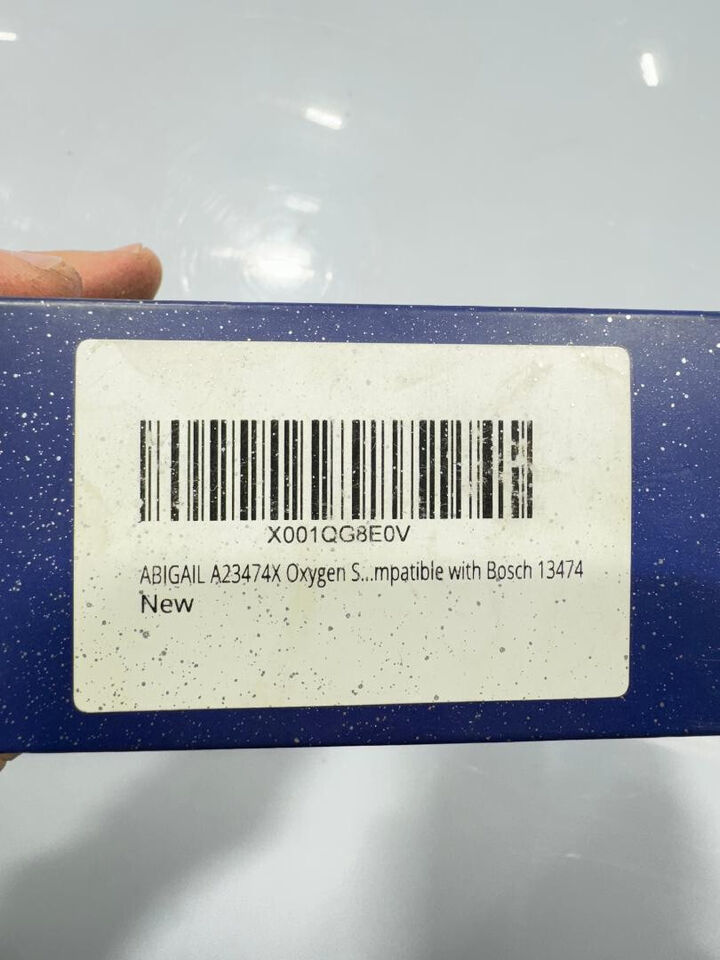 X001QG8E0V
ABIGAIL A23474X Oxygen S...mpatible with Bosch 13474
New